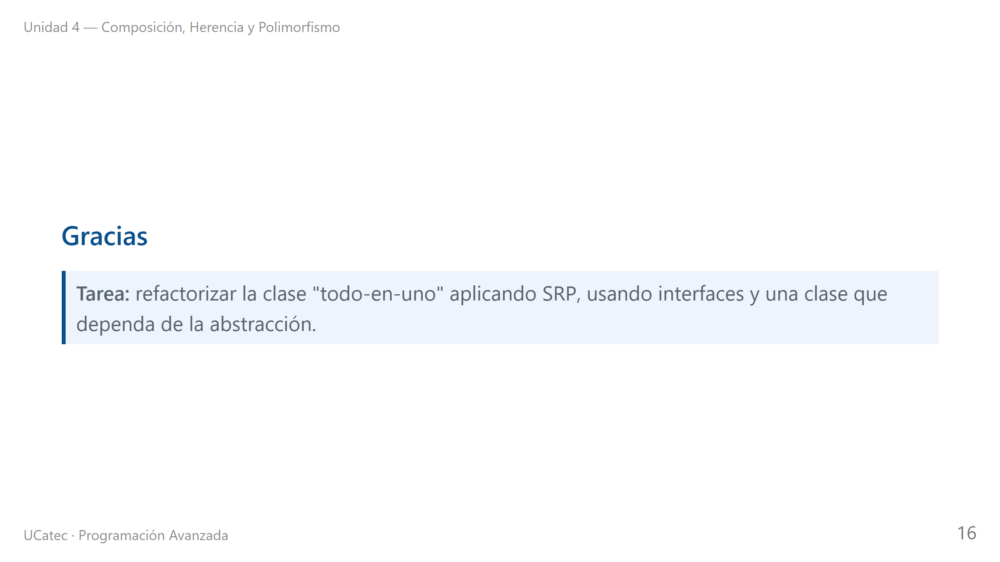 Unidad 4 — Composición, Herencia y Polimorfismo
Gracias
Tarea: refactorizar la clase "todo-en-uno" aplicando SRP, usando interfaces y una clase que
dependa de la abstracción.
UCatec · Programación Avanzada
16